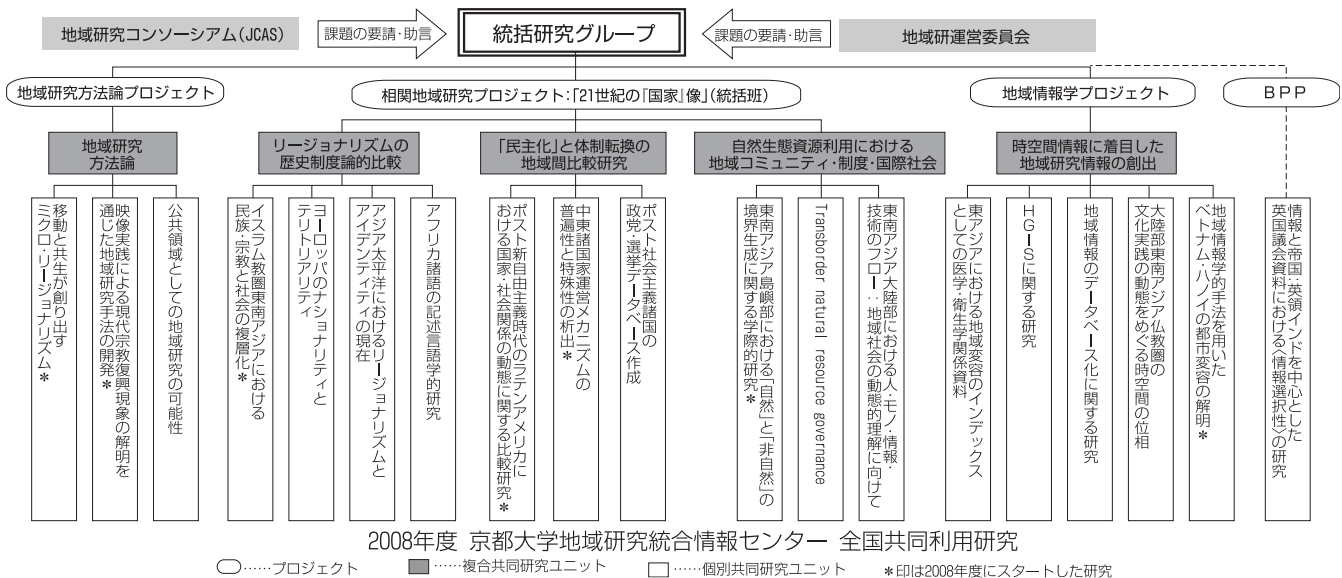 地域研究コンソーシアム(JCAS)
課題の要請・助言
統括研究グループ
課題の要請・助言
地域研運営委員会
地域研究方法論プロジェクト
相関地域研究プロジェクト:「21世紀の『国家』像」(統括班)
地域情報学プロジェクト
BPP
地域研究
方法論
リージョナリズムの
歴史制度論的比較
「民主化」と体制転換の
地域間比較研究
自然生態資源利用における
地域コミュニティ・制度・国際社会
時空間情報に着目した
地域研究情報の創出
移動と共生が創り出す
ミクロ・リージョナリズム*
映像実践による現代宗教復興現象の解明を
通じた地域研究手法の開発*
公共領域としての地域研究の可能性
イスラム教圏東南アジアにおける
民族・宗教と社会の複層化*
ヨーロッパのナショナリティと
テリトリアリティ
アジア太平洋におけるリージョナリズムと
アイデンティティの現在
アフリカ諸語の記述言語学的研究
ポスト新自由主義時代のラテンアメリカに
おける国家・社会関係の動態に関する比較研究*
中東諸国家運営メカニズムの
普遍性と特殊性の析出*
ポスト社会主義諸国の
政党・選挙データベース作成
東南アジア島嶼部における「自然」と「非自然」の
境界生成に関する学際的研究*
Transborder natural resource governance
東南アジア大陸部における人・モノ・情報・
技術のフロー:地域社会の動態的理解に向けて
東アジアにおける地域変容のインデックス
としての医学・衛生学関係資料
HGISに関する研究
地域情報のデータベース化に関する研究
大陸部東南アジア仏教圏の
文化実践の動態をめぐる時空間の位相
地域情報学的手法を用いた
ベトナム・ハノイの都市変容の解明*
情報と帝国:英領インドを中心とした
英国議会資料における〈情報選択性〉の研究
2008年度 京都大学地域研究統合情報センター 全国共同利用研究
……プロジェクト
……複合共同研究ユニット
……個別共同研究ユニット
*印は2008年度にスタートした研究